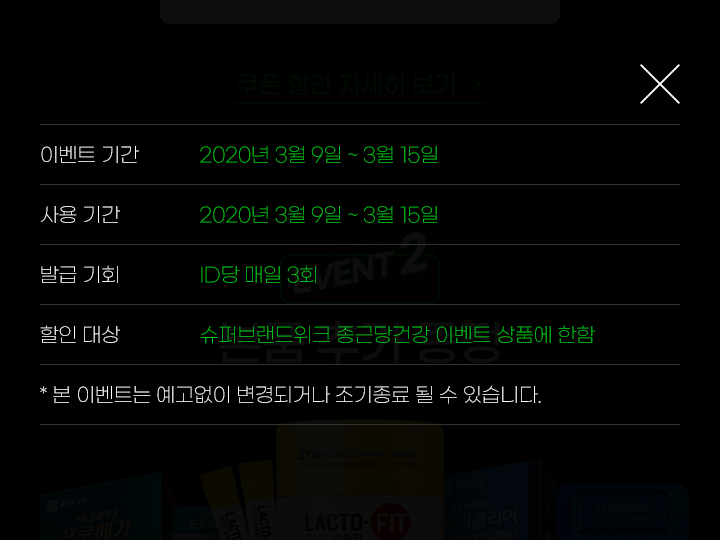 쿠폰 할인 자세히 보기 >
이벤트 기간 2020년 3월 9일 ~ 3월 15일
사용 기간 2020년 3월 9일 ~ 3월 15일
EVENT 2
발급 기회 ID당 매일 3회
할인 대상 슈퍼브랜드위크 종근당건강 이벤트 상품에 한함
* 본 이벤트는 예고없이 변경되거나 조기종료 될 수 있습니다.
LACTO-FIT